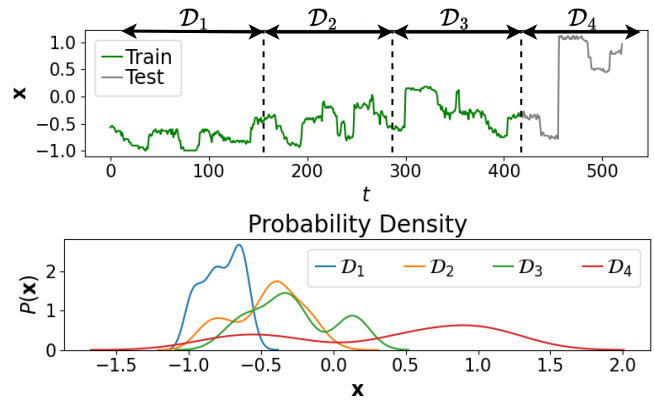 𝒟₁ 𝒟₂ 𝒟₃ 𝒟₄
1.0
0.5
0.0
−0.5
−1.0
x
Train
Test
0 100 200 300 400 500
t
Probability Density
2
1
0
P(x)
𝒟₁ 𝒟₂ 𝒟₃ 𝒟₄
−1.5 −1.0 −0.5 0.0 0.5 1.0 1.5 2.0
x